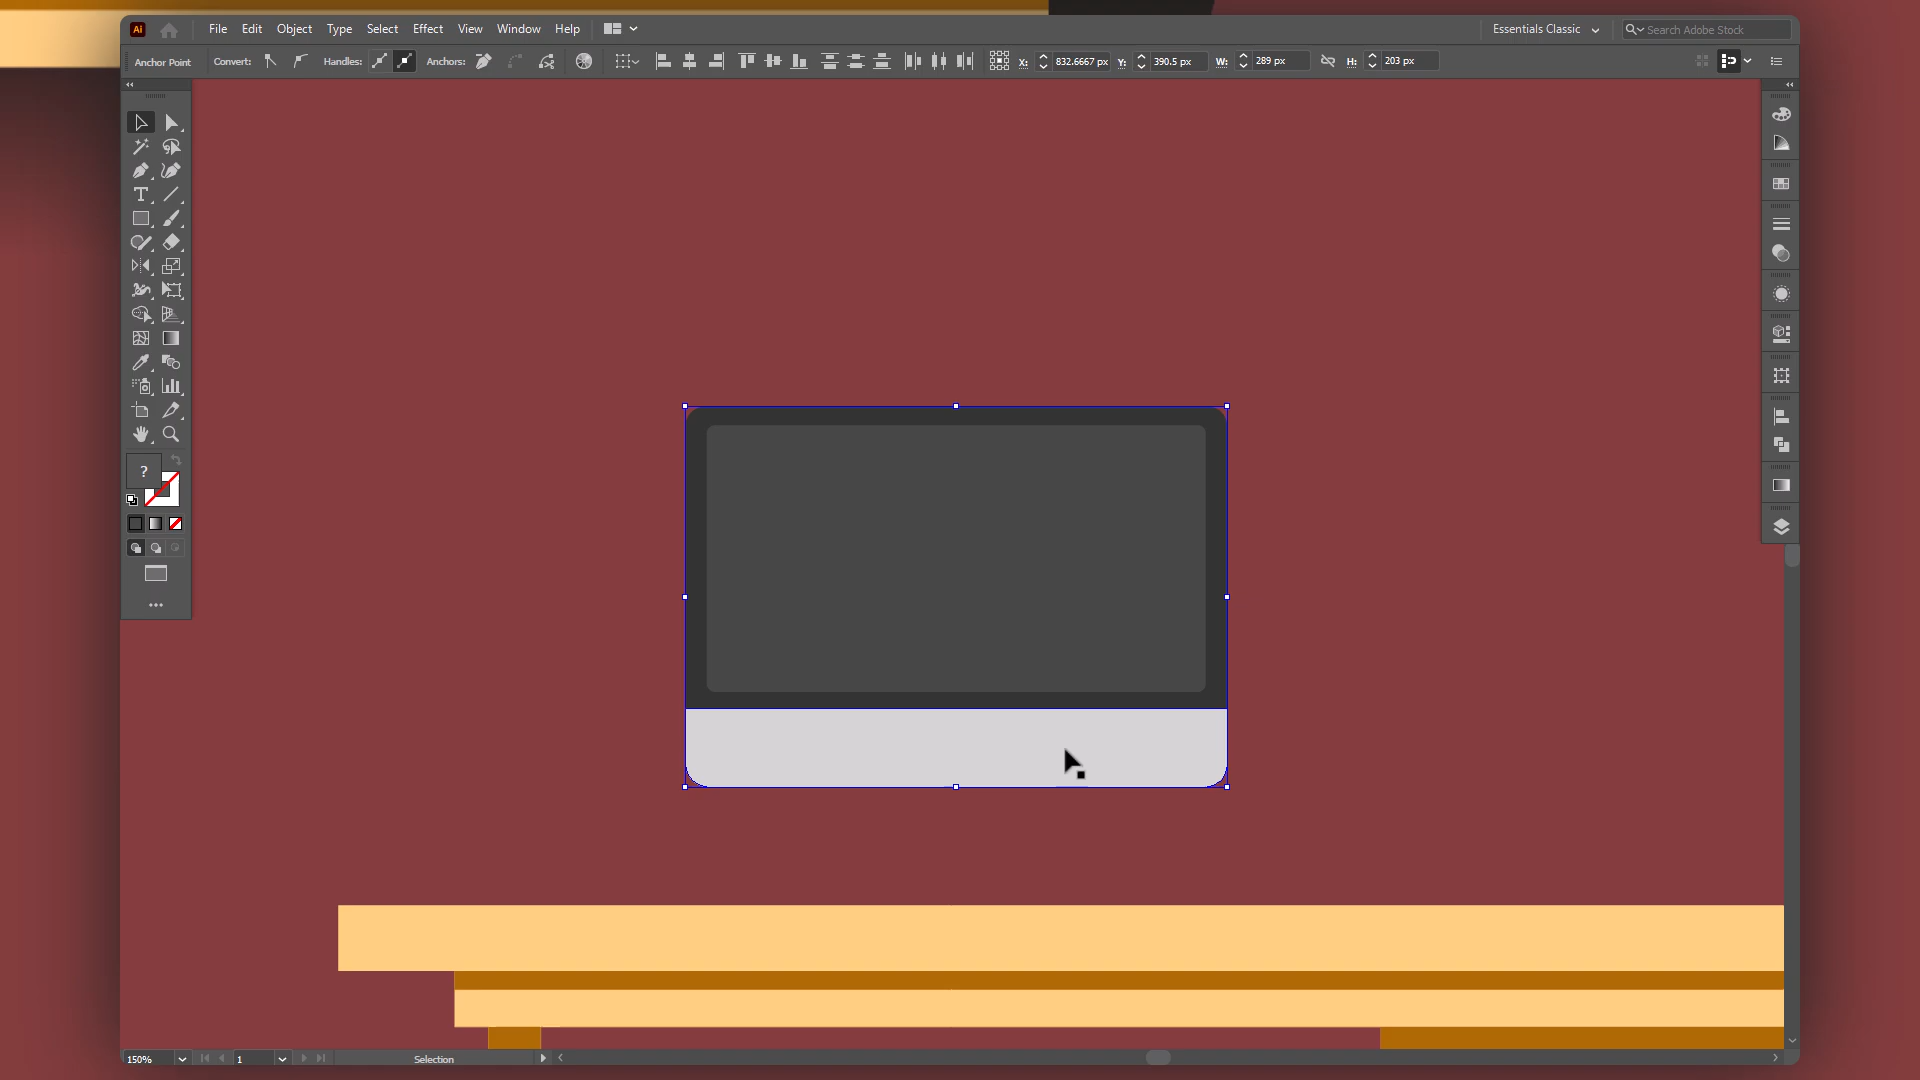 Ai File Edit Object Type Select Effect View Window Help Essentials Classic Search Adobe Stock
Anchor Point Convert: Handles: Anchors: X: 832.6667 px Y: 390.5 px W: 289 px H: 203 px
T
?
150% 1 Selection